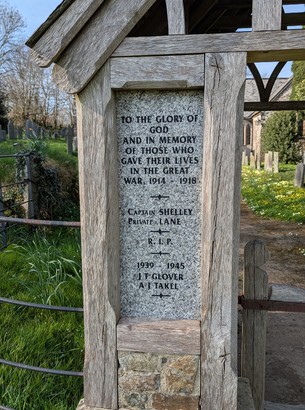 TO THE GLORY OF
GOD
AND IN MEMORY
OF THOSE WHO
GAVE THEIR LIVES
IN THE GREAT
WAR, 1914 - 1918
CAPTAIN SHELLEY
PRIVATE LANE
R. I. P.
1939 - 1945
J T GLOVER
A J TAKEL